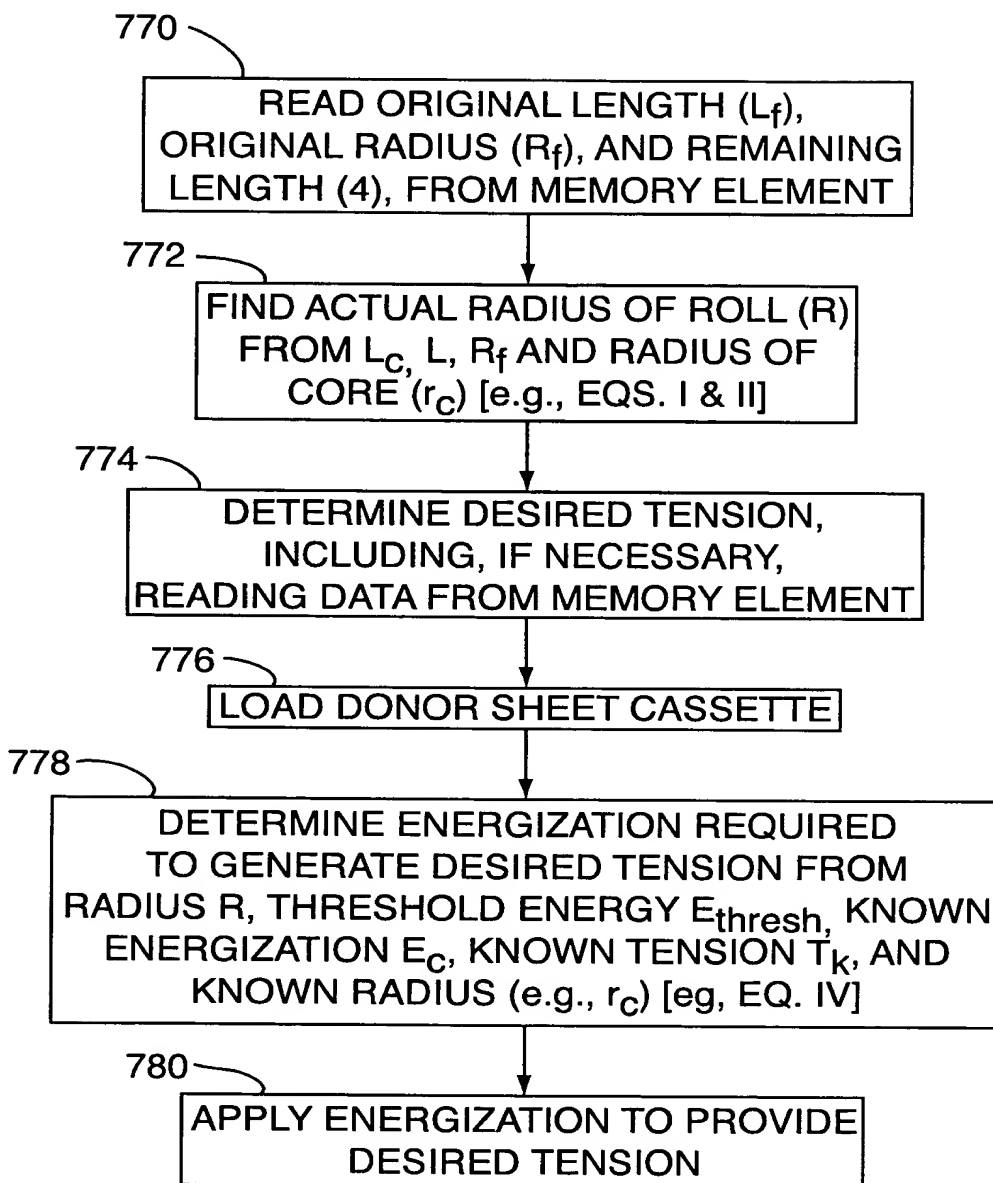 770
READ ORIGINAL LENGTH (Lf),
ORIGINAL RADIUS (Rf), AND REMAINING
LENGTH (4), FROM MEMORY ELEMENT
772
FIND ACTUAL RADIUS OF ROLL (R)
FROM Lc, L, Rf AND RADIUS OF
CORE (rc) [e.g., EQS. I & II]
774
DETERMINE DESIRED TENSION,
INCLUDING, IF NECESSARY,
READING DATA FROM MEMORY ELEMENT
776
LOAD DONOR SHEET CASSETTE
778
DETERMINE ENERGIZATION REQUIRED
TO GENERATE DESIRED TENSION FROM
RADIUS R, THRESHOLD ENERGY Ethresh, KNOWN
ENERGIZATION Ec, KNOWN TENSION Tk, AND
KNOWN RADIUS (e.g., rc) [eg, EQ. IV]
780
APPLY ENERGIZATION TO PROVIDE
DESIRED TENSION